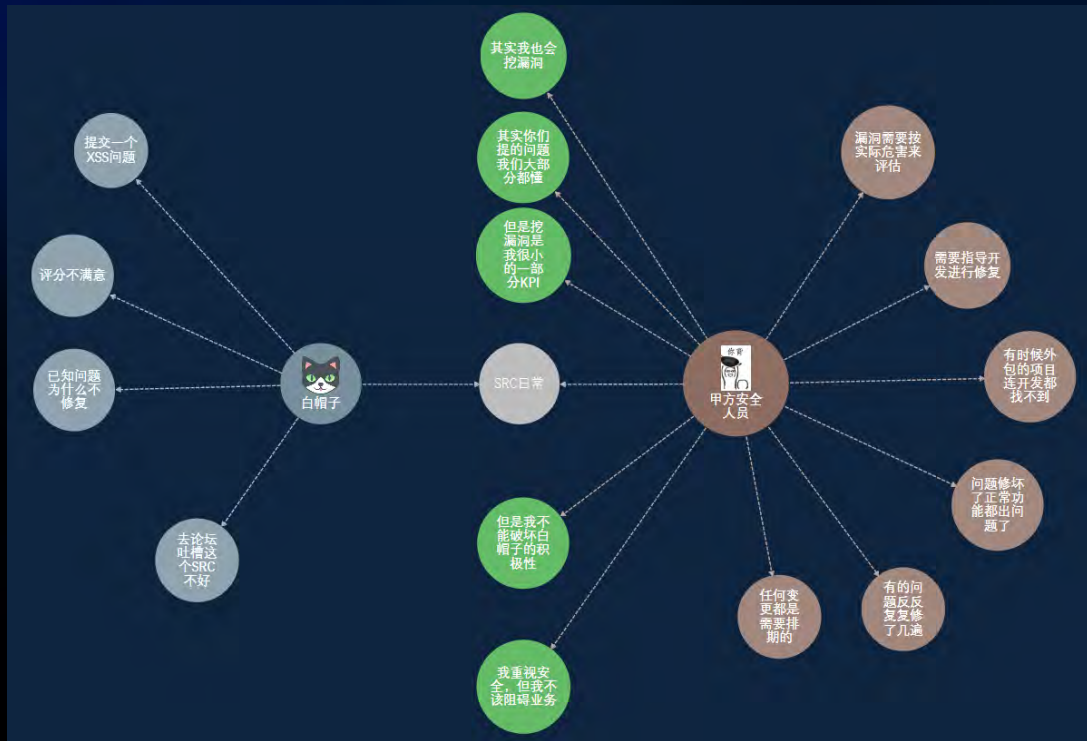 提交一个
XSS问题
评分不满意
已知问题
为什么不
修复
去论坛
吐槽这
个SRC
不好
白帽子
其实我也会
挖漏洞
其实你们
提的问题
我们大部
分都懂
但是挖
漏洞是
我很小
的一部
分KPI
SRC日常
但是我不
能破坏白
帽子的积
极性
我重视安
全，但我不
该阻碍业务
甲方安全
人员
漏洞需要按
实际危害来
评估
需要指导开
发进行修复
有时候外
包的项目
连开发都
找不到
问题修坏
了正常功
能都出问
题了
有的问
题反反
复复修
了几遍
任何变
更都是
需要排
期的